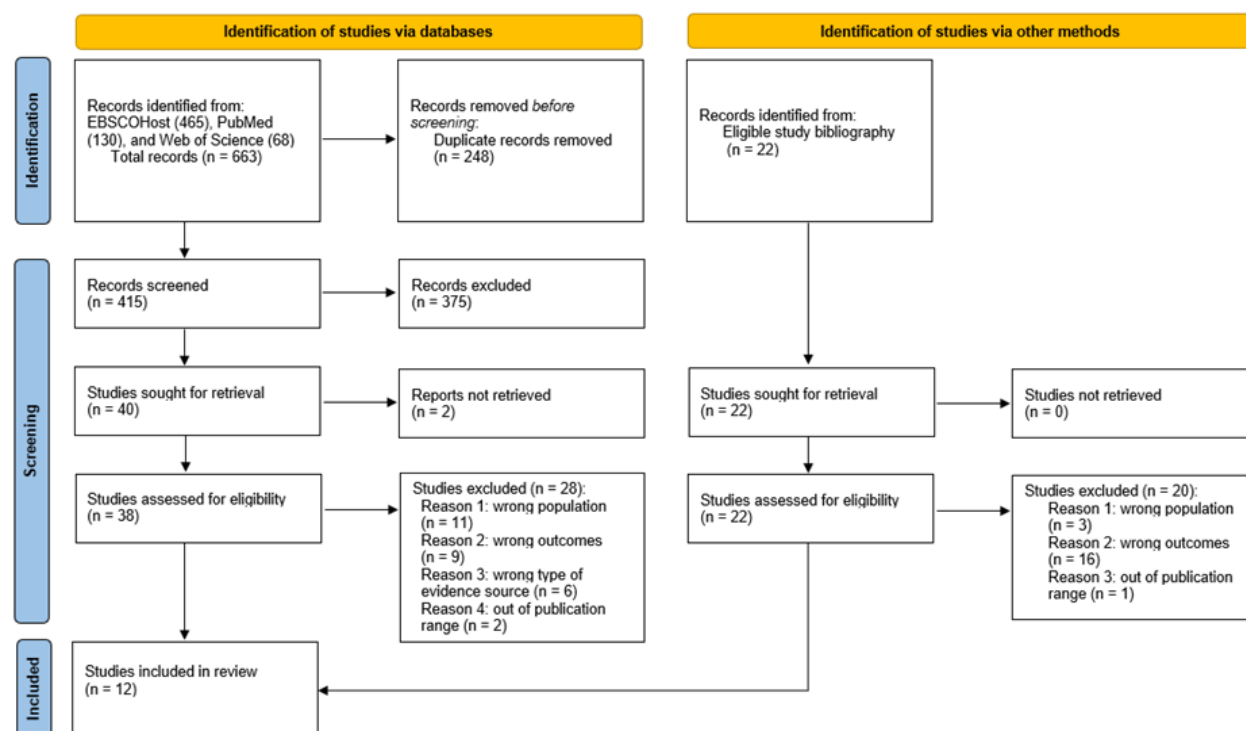 Identification of studies via databases
Identification of studies via other methods
Identification
Records identified from:
EBSCOHost (465), PubMed
(130), and Web of Science (68)
Total records (n = 663)
Records removed before
screening:
Duplicate records removed
(n = 248)
Records identified from:
Eligible study bibliography
(n = 22)
Screening
Records screened
(n = 415)
Records excluded
(n = 375)
Studies sought for retrieval
(n = 40)
Reports not retrieved
(n = 2)
Studies sought for retrieval
(n = 22)
Studies not retrieved
(n = 0)
Studies assessed for eligibility
(n = 38)
Studies excluded (n = 28):
Reason 1: wrong population
(n = 11)
Reason 2: wrong outcomes
(n = 9)
Reason 3: wrong type of
evidence source (n = 6)
Reason 4: out of publication
range (n = 2)
Studies assessed for eligibility
(n = 22)
Studies excluded (n = 20):
Reason 1: wrong population
(n = 3)
Reason 2: wrong outcomes
(n = 16)
Reason 3: out of publication
range (n = 1)
Included
Studies included in review
(n = 12)